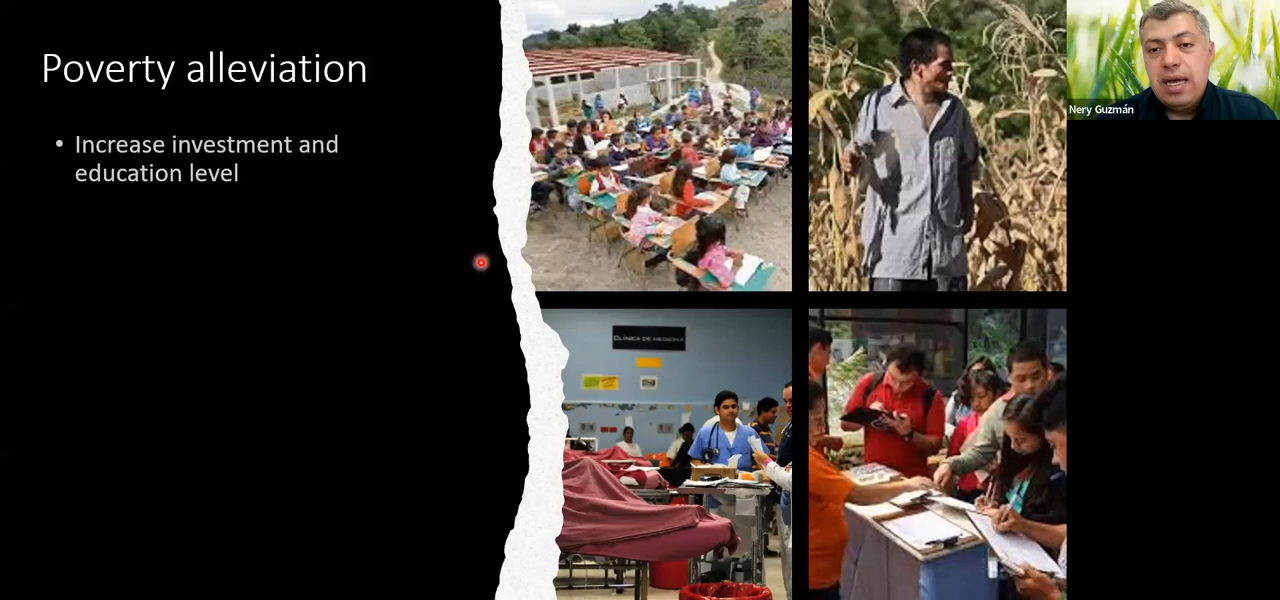 Poverty alleviation
• Increase investment and
education level
Nery Guzmán
CLÍNICA DE MEDICINA